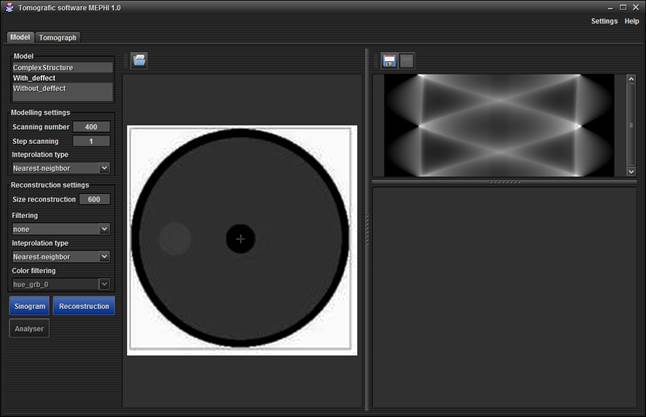 Tomografic software MEPHI 1.0
Settings Help
Model Tomograph
Model
ComplexStructure
With_deffect
Without_deffect
Modelling settings
Scanning number 400
Step scanning 1
Inteprolation type
Nearest-neighbor
Reconstruction settings
Size reconstruction 600
Filtering
none
Inteprolation type
Nearest-neighbor
Color filtering
hue_grb_0
Sinogram Reconstruction
Analyser